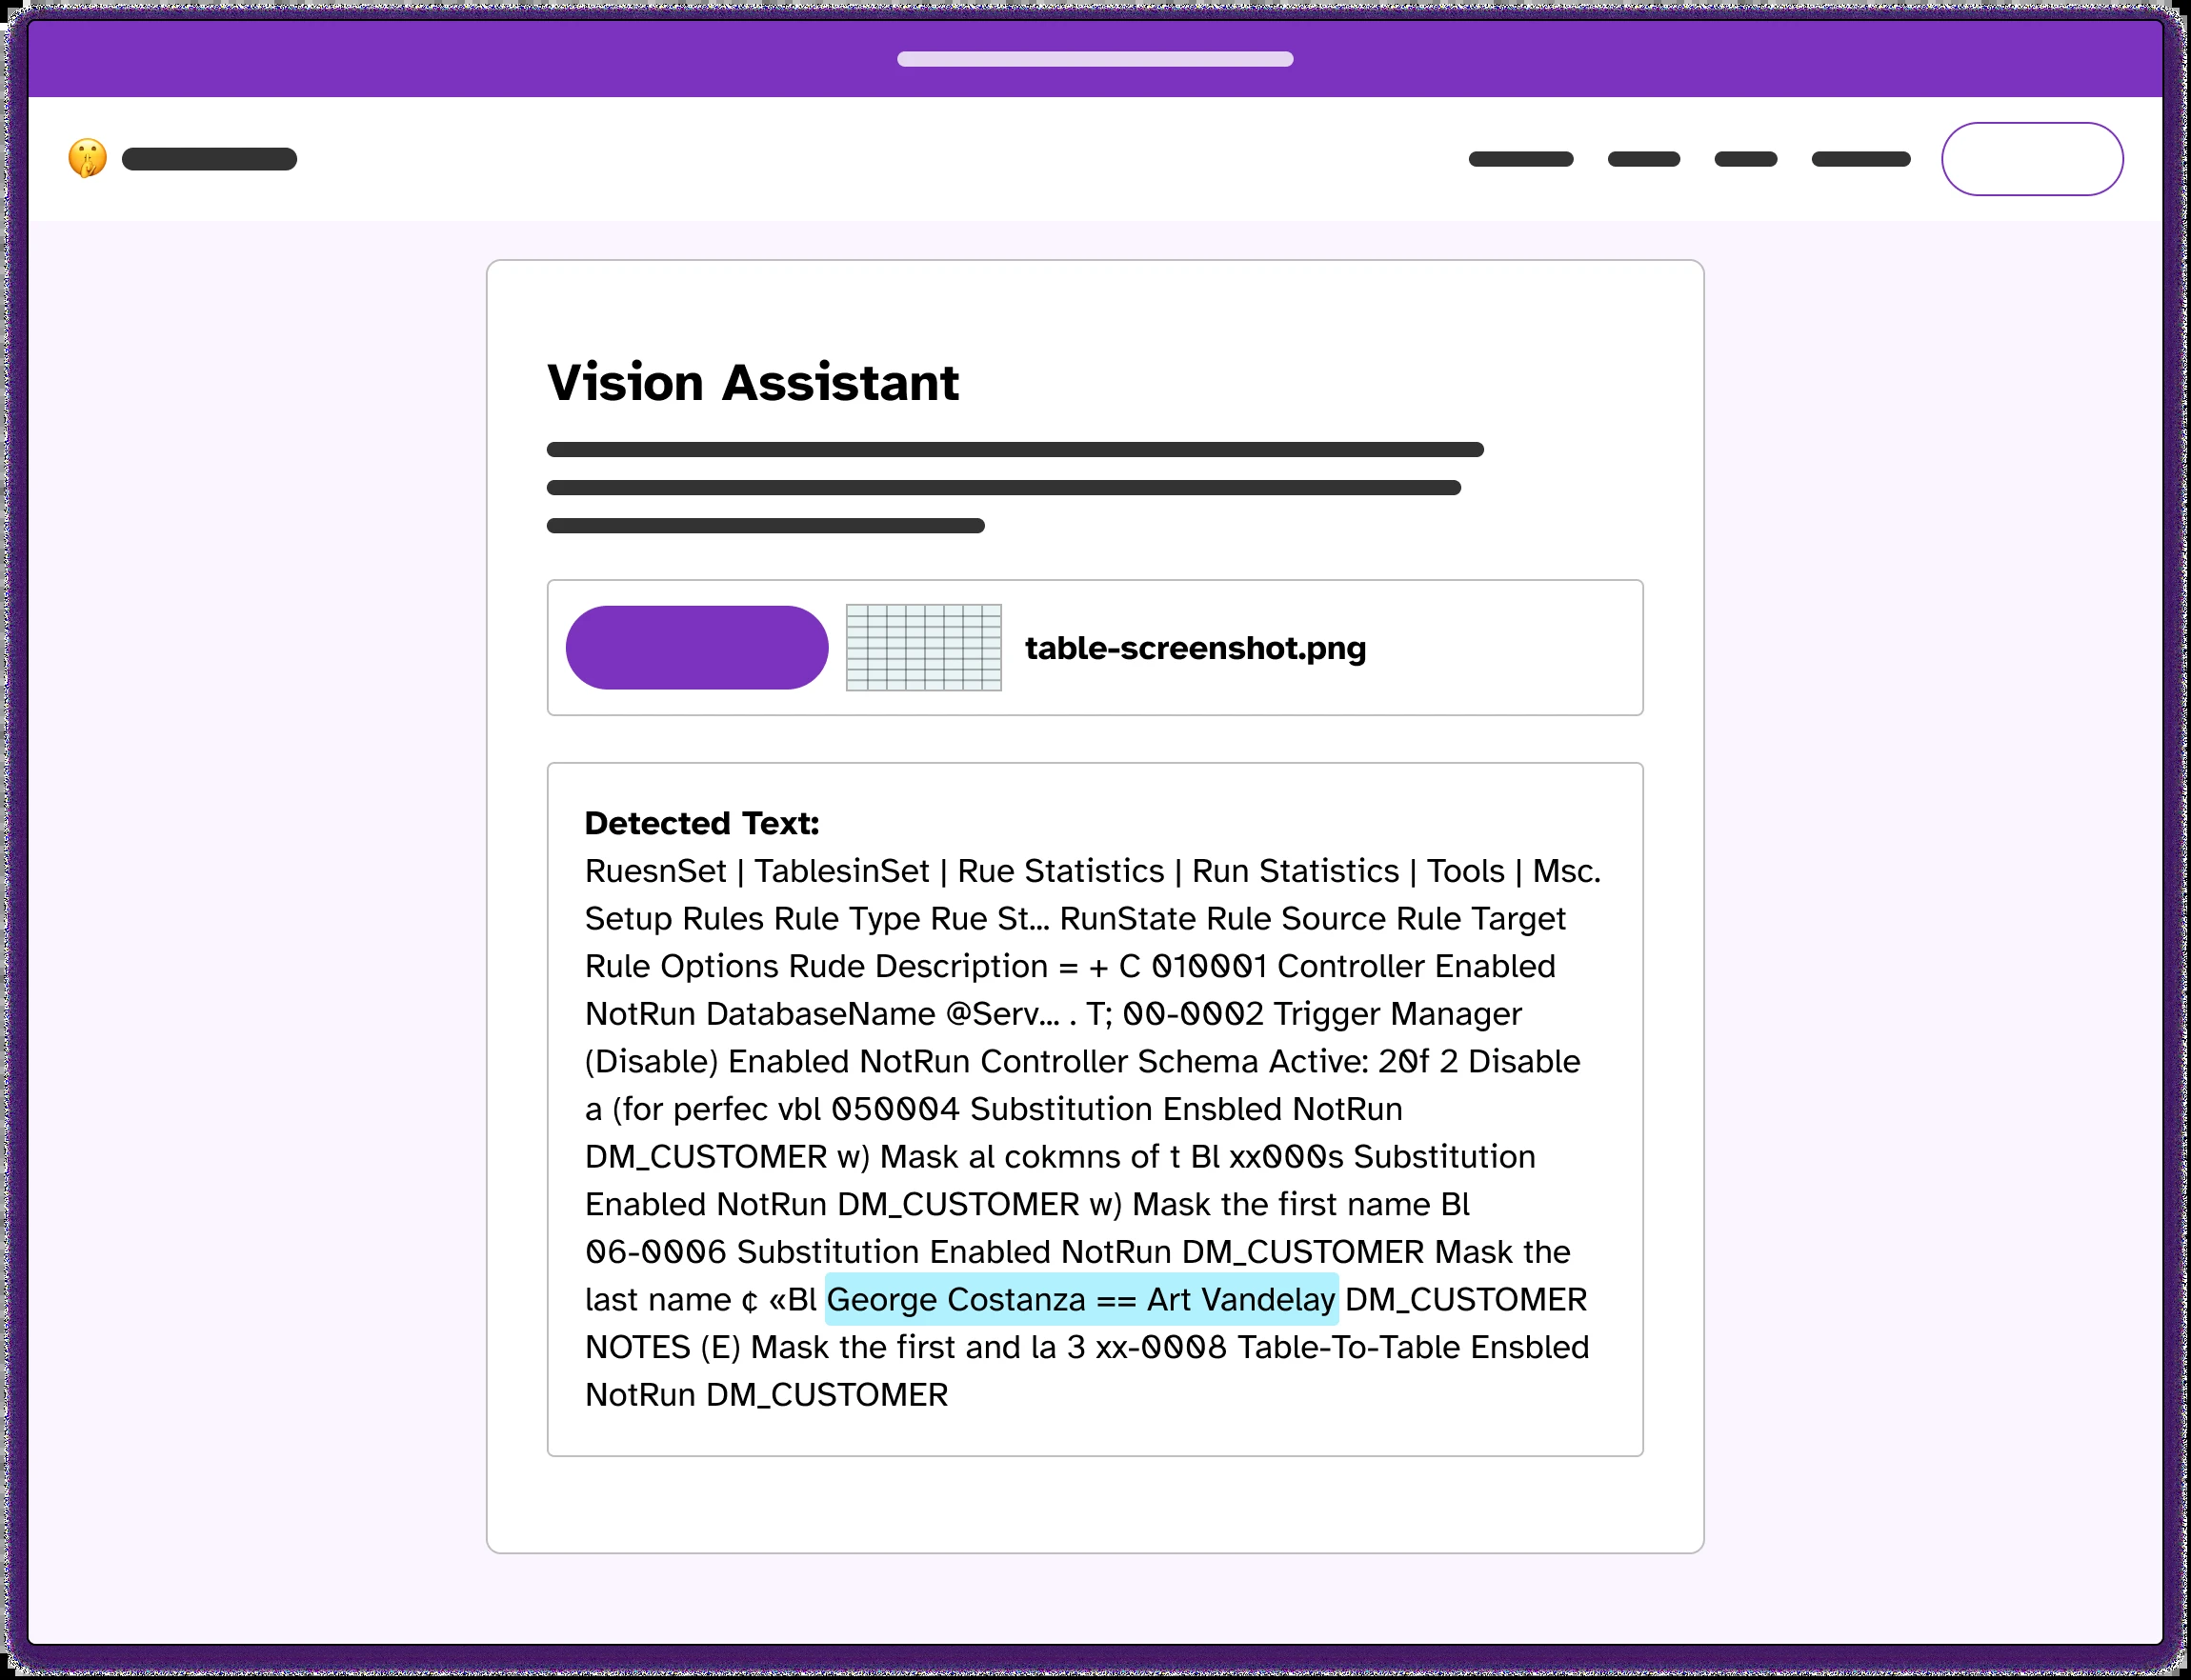 Vision Assistant
table-screenshot.png
Detected Text:
RuesnSet | TablesinSet | Rue Statistics | Run Statistics | Tools | Msc.
Setup Rules Rule Type Rue St... RunState Rule Source Rule Target
Rule Options Rude Description = + C 010001 Controller Enabled
NotRun DatabaseName @Serv... . T; 00-0002 Trigger Manager
(Disable) Enabled NotRun Controller Schema Active: 20f 2 Disable
a (for perfec vbl 050004 Substitution Ensbled NotRun
DM_CUSTOMER w) Mask al cokmns of t Bl xx000s Substitution
Enabled NotRun DM_CUSTOMER w) Mask the first name Bl
06-0006 Substitution Enabled NotRun DM_CUSTOMER Mask the
last name ¢ «Bl George Costanza == Art Vandelay DM_CUSTOMER
NOTES (E) Mask the first and la 3 xx-0008 Table-To-Table Ensbled
NotRun DM_CUSTOMER